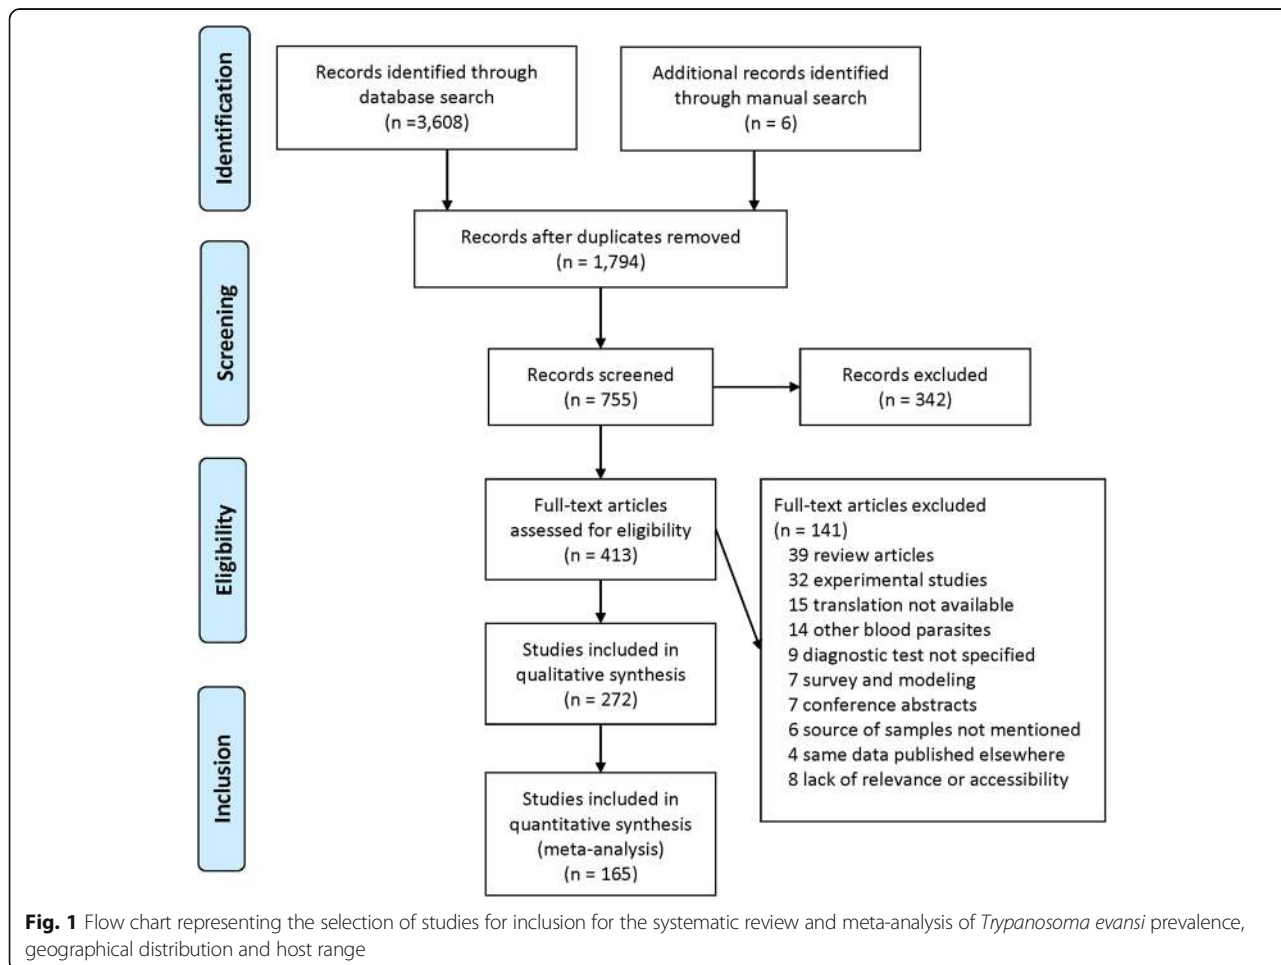 Identification
Records identified through
database search
(n =3,608)
Additional records identified
through manual search
(n = 6)
Records after duplicates removed
(n = 1,794)
Screening
Records screened
(n = 755)
Records excluded
(n = 342)
Eligibility
Full-text articles
assessed for eligibility
(n = 413)
Full-text articles excluded
(n = 141)
39 review articles
32 experimental studies
15 translation not available
14 other blood parasites
9 diagnostic test not specified
7 survey and modeling
7 conference abstracts
6 source of samples not mentioned
4 same data published elsewhere
8 lack of relevance or accessibility
Studies included in
qualitative synthesis
(n = 272)
Inclusion
Studies included in
quantitative synthesis
(meta-analysis)
(n = 165)
Fig. 1 Flow chart representing the selection of studies for inclusion for the systematic review and meta-analysis of Trypanosoma evansi prevalence,
geographical distribution and host range